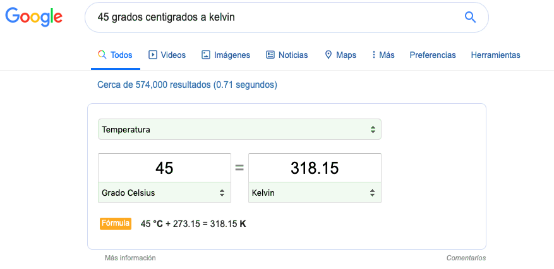 Google 45 grados centigrados a kelvin
Todos Videos Imágenes Noticias Maps Más Preferencias Herramientas
Cerca de 574,000 resultados (0.71 segundos)
Temperatura
45 = 318.15
Grado Celsius Kelvin
Fórmula 45 °C + 273.15 = 318.15 K
Más información Comentarios